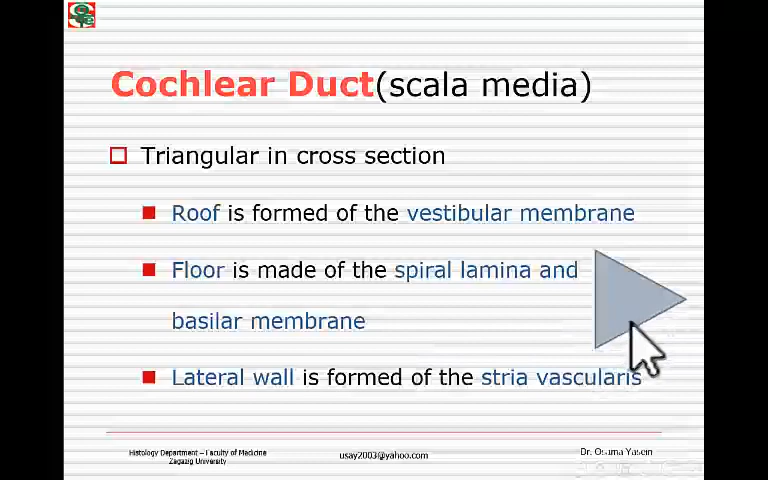 Cochlear Duct(scala media)
Triangular in cross section
Roof is formed of the vestibular membrane
Floor is made of the spiral lamina and
basilar membrane
Lateral wall is formed of the stria vascularis
Histology Department – Faculty of Medicine
Zagazig University
usay2003@yahoo.com
Dr. Osama Yasein